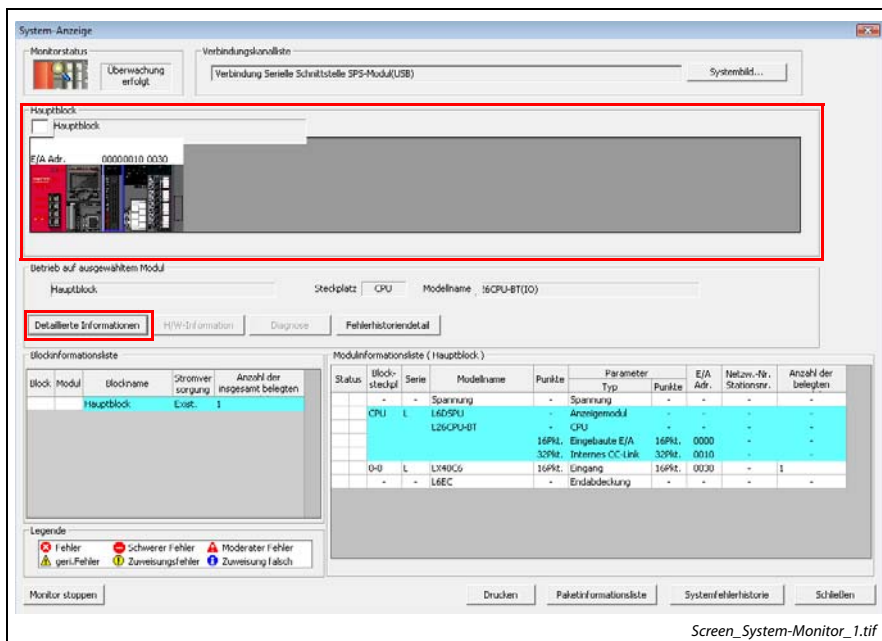 System-Anzeige
Monitorstatus
Überwachung
erfolgt
Verbindungskanalliste
Verbindung Serielle Schnittstelle SPS-Modul(USB)
Systembild...
Hauptblock
Hauptblock
E/A Adr. 00000010 0030
Betrieb auf ausgewähltem Modul
Hauptblock
Steckplatz CPU
Modellname .!6CPU-BT(IO)
Detaillierte Informationen
H/W-Information
Diagnose
Fehlerhistoriendetail
Blockinformationsliste
Block Modul Blockname Stromver sorgung Anzahl der insgesamt belegten
Hauptblock Exist. 1
Modulinformationsliste ( Hauptblock )
Status Block-steckpl Serie Modellname Punkte Parameter Typ Punkte E/A Adr. Netzw.-Nr. Stationsnr. Anzahl der belegten
- - Spannung - Spannung - - - -
CPU L L6DSPU - Anzeigemodul - - - -
L26CPU-BT - CPU - - - -
16Pkt. Eingebaute E/A 16Pkt. 0000 - -
32Pkt. Internes CC-Link 32Pkt. 0010 - -
0-0 L LX40C6 16Pkt. Eingang 16Pkt. 0030 - 1
- - L6EC - Endabdeckung - - - -
Legende
Fehler Schwerer Fehler Moderater Fehler
geri.Fehler Zuweisungsfehler Zuweisung falsch
Monitor stoppen
Drucken
Paketinformationsliste
Systemfehlerhistorie
Schließen
Screen_System-Monitor_1.tif